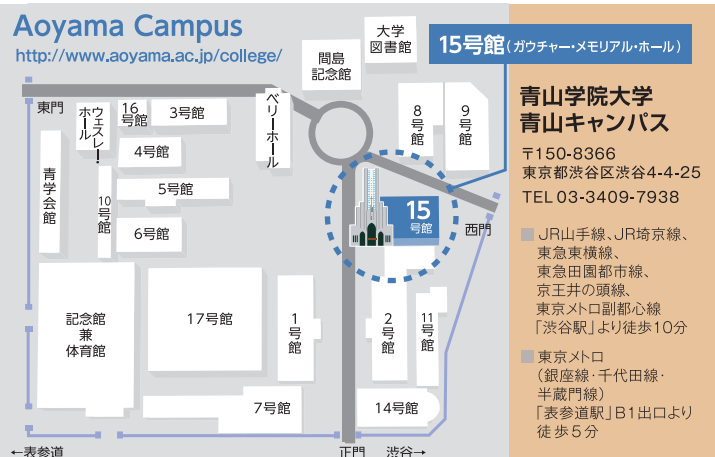 Aoyama Campus
http://www.aoyama.ac.jp/college/
間島
記念館
大学
図書館
15号館(ガウチャー・メモリアル・ホール)
東門
ウェスレー・
ホール
16
号館
3号館
ベリーホール
8号館
9号館
4号館
青学会館
10号館
5号館
6号館
15
号館
西門
記念館
兼
体育館
17号館
1号館
2号館
11号館
7号館
14号館
←表参道
正門
渋谷→
青山学院大学
青山キャンパス
〒150-8366
東京都渋谷区渋谷4-4-25
TEL 03-3409-7938
JR山手線、JR埼京線、
東急東横線、
東急田園都市線、
京王井の頭線、
東京メトロ副都心線
「渋谷駅」より徒歩10分
東京メトロ
(銀座線・千代田線・
半蔵門線)
「表参道駅」B1出口より
徒歩5分